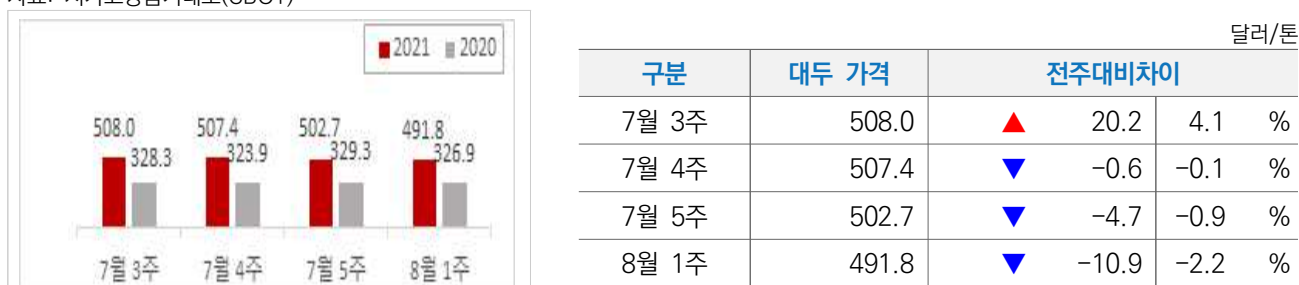 2021 2020
508.0 507.4 502.7 491.8
328.3 323.9 329.3 326.9
7월 3주 7월 4주 7월 5주 8월 1주
달러/톤
구분 대두 가격 전주대비차이
7월 3주 508.0 ▲ 20.2 4.1 %
7월 4주 507.4 ▼ -0.6 -0.1 %
7월 5주 502.7 ▼ -4.7 -0.9 %
8월 1주 491.8 ▼ -10.9 -2.2 %